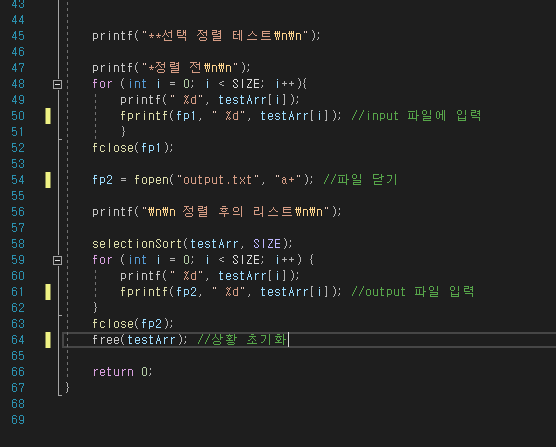 43
44
45 printf("**선택 정렬 테스트₩n₩n");
46
47 printf("*정렬 전₩n₩n");
48 for (int i = 0; i < SIZE; i++){
49 printf(" %d", testArr[i]);
50 fprintf(fp1, " %d", testArr[i]); //input 파일에 입력
51 }
52 fclose(fp1);
53
54 fp2 = fopen("output.txt", "a+"); //파일 닫기
55
56 printf("₩n₩n 정렬 후의 리스트₩n₩n");
57
58 selectionSort(testArr, SIZE);
59 for (int i = 0; i < SIZE; i++) {
60 printf(" %d", testArr[i]);
61 fprintf(fp2, " %d", testArr[i]); //output 파일 입력
62 }
63 fclose(fp2);
64 free(testArr); //상황 초기화
65
66 return 0;
67 }
68
69